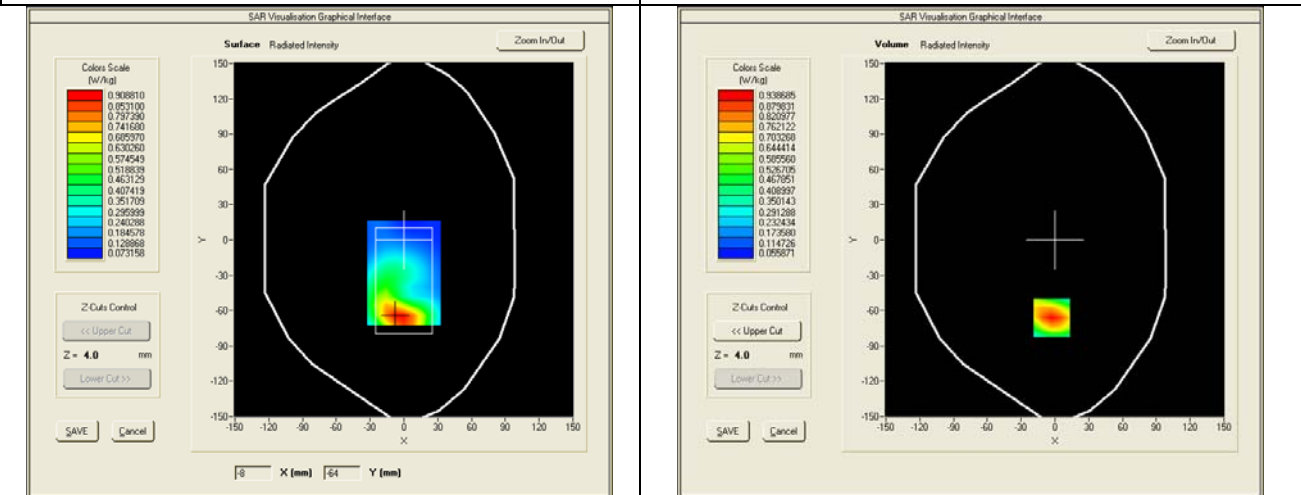 SAR Visualisation Graphical Interface
Surface Radiated Intensity
Zoom In/Out
Colors Scale
(W/kg)
0.908810
0.853100
0.797390
0.741680
0.685970
0.630260
0.574549
0.518839
0.463129
0.407419
0.351709
0.295999
0.240288
0.184578
0.128868
0.073158
Z-Cuts Control
<< Upper Cut
Z = 4.0 mm
Lower Cut >>
SAVE Cancel
150
120
90
60
30
0
-30
-60
-90
-120
-150
Y
-150 -120 -90 -60 -30 0 30 60 90 120 150
X
-8 X (mm) -64 Y (mm)
SAR Visualisation Graphical Interface
Volume Radiated Intensity
Zoom In/Out
Colors Scale
(W/kg)
0.938685
0.879831
0.820977
0.762122
0.703268
0.644414
0.585560
0.526705
0.467851
0.408997
0.350143
0.291288
0.232434
0.173580
0.114726
0.055871
Z-Cuts Control
<< Upper Cut
Z = 4.0 mm
Lower Cut >>
SAVE Cancel
150
120
90
60
30
0
-30
-60
-90
-120
-150
Y
-150 -120 -90 -60 -30 0 30 60 90 120 150
X